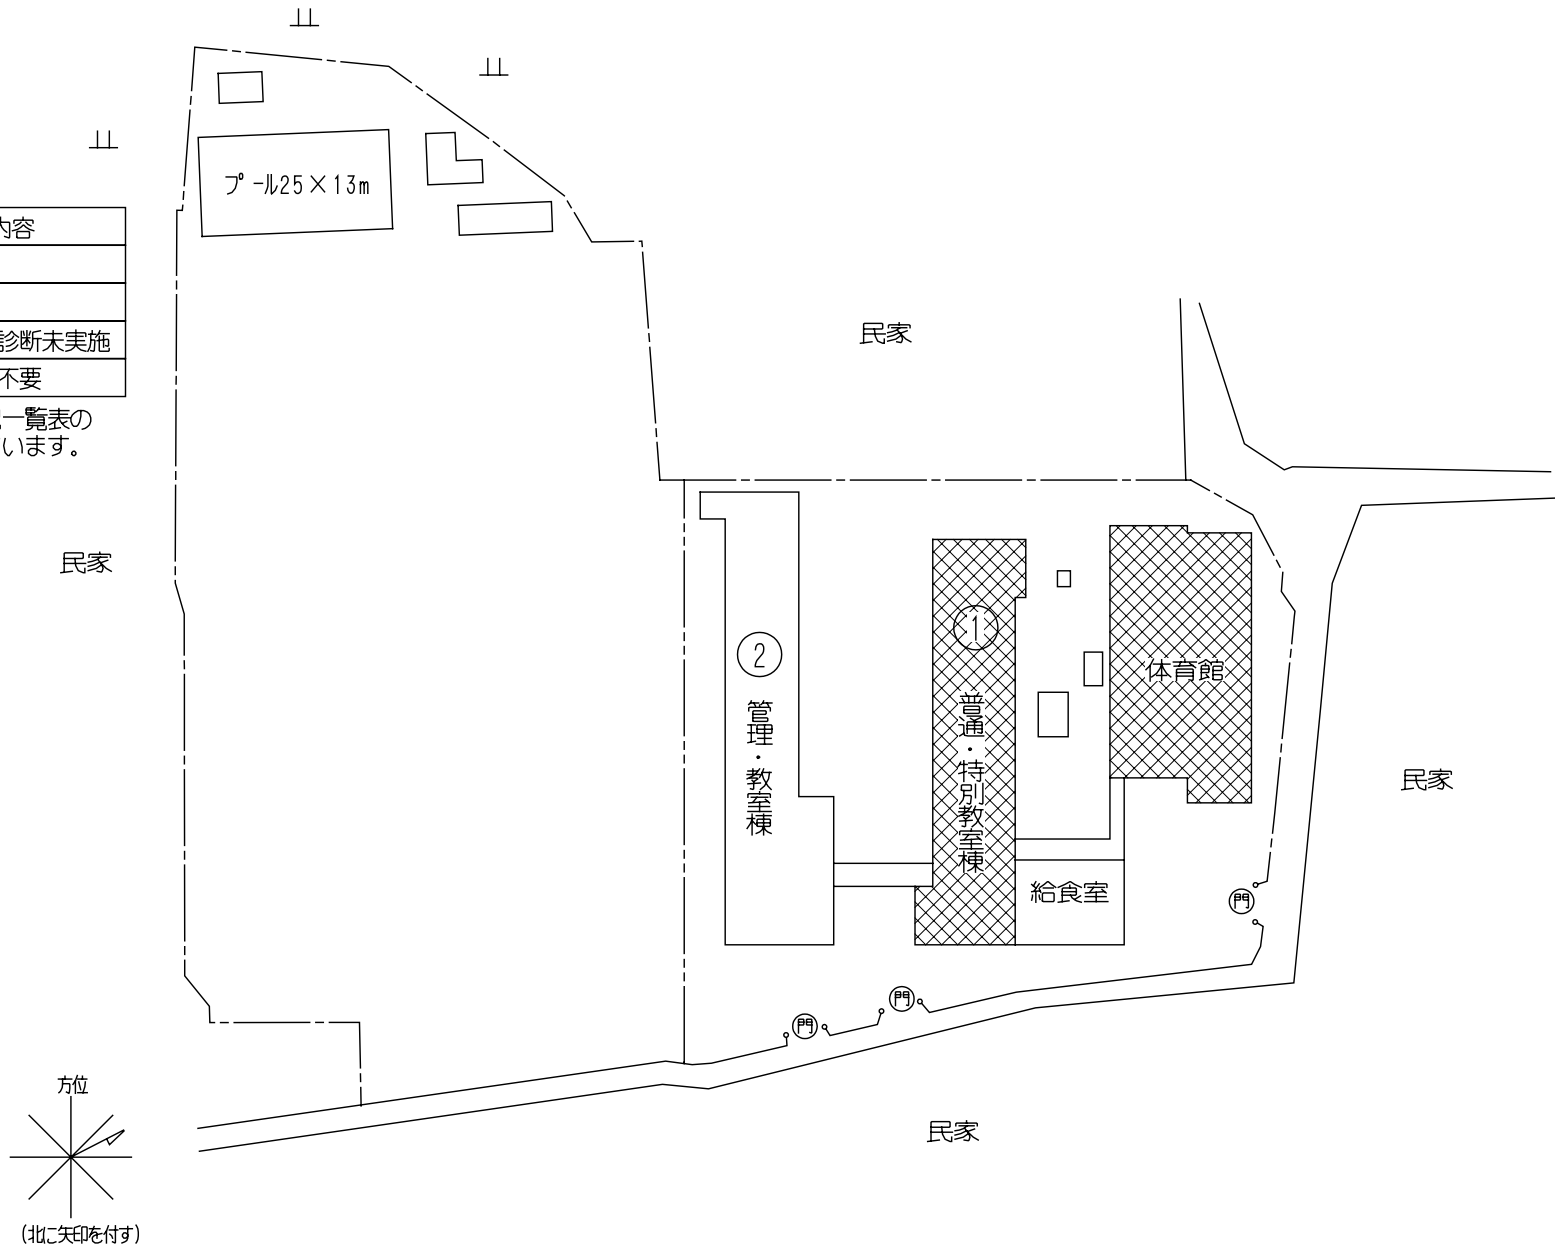 プール25×13m
内容
診断未実施
不要
一覧表の
います。
民家
民家
民家
民家
②
管理・教室棟
①
普通・特別教室棟
体育館
給食室
門
門
門
方位
(北に矢印を付す)